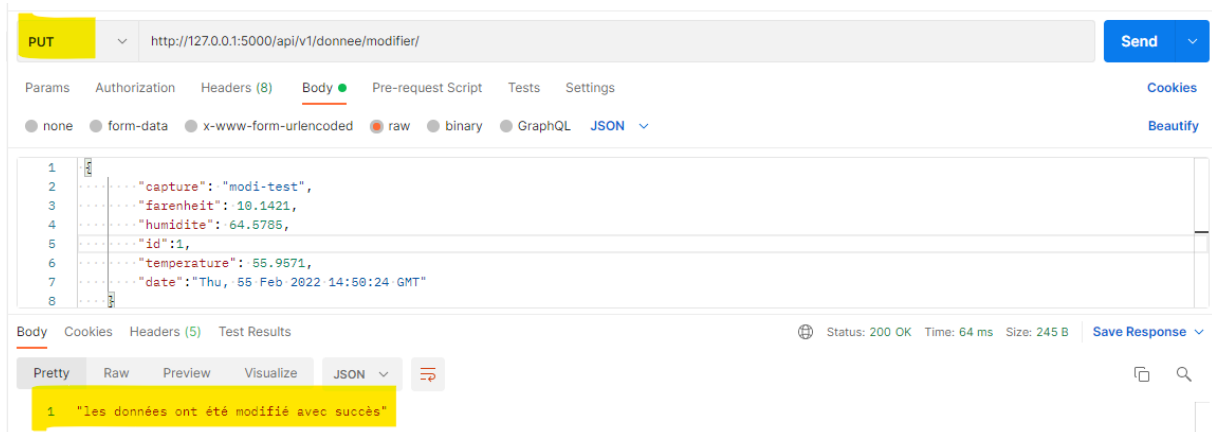 PUT http://127.0.0.1:5000/api/v1/donnee/modifier/ Send
Params Authorization Headers (8) Body Pre-request Script Tests Settings Cookies
none form-data x-www-form-urlencoded raw binary GraphQL JSON Beautify
1 {
2 "capture": "modi-test",
3 "farenheit": 10.1421,
4 "humidite": 64.5785,
5 "id":1,
6 "temperature": 55.9571,
7 "date":"Thu, 55 Feb 2022 14:50:24 GMT"
8 }
Body Cookies Headers (5) Test Results Status: 200 OK Time: 64 ms Size: 245 B Save Response
Pretty Raw Preview Visualize JSON
1 "les données ont été modifié avec succès"